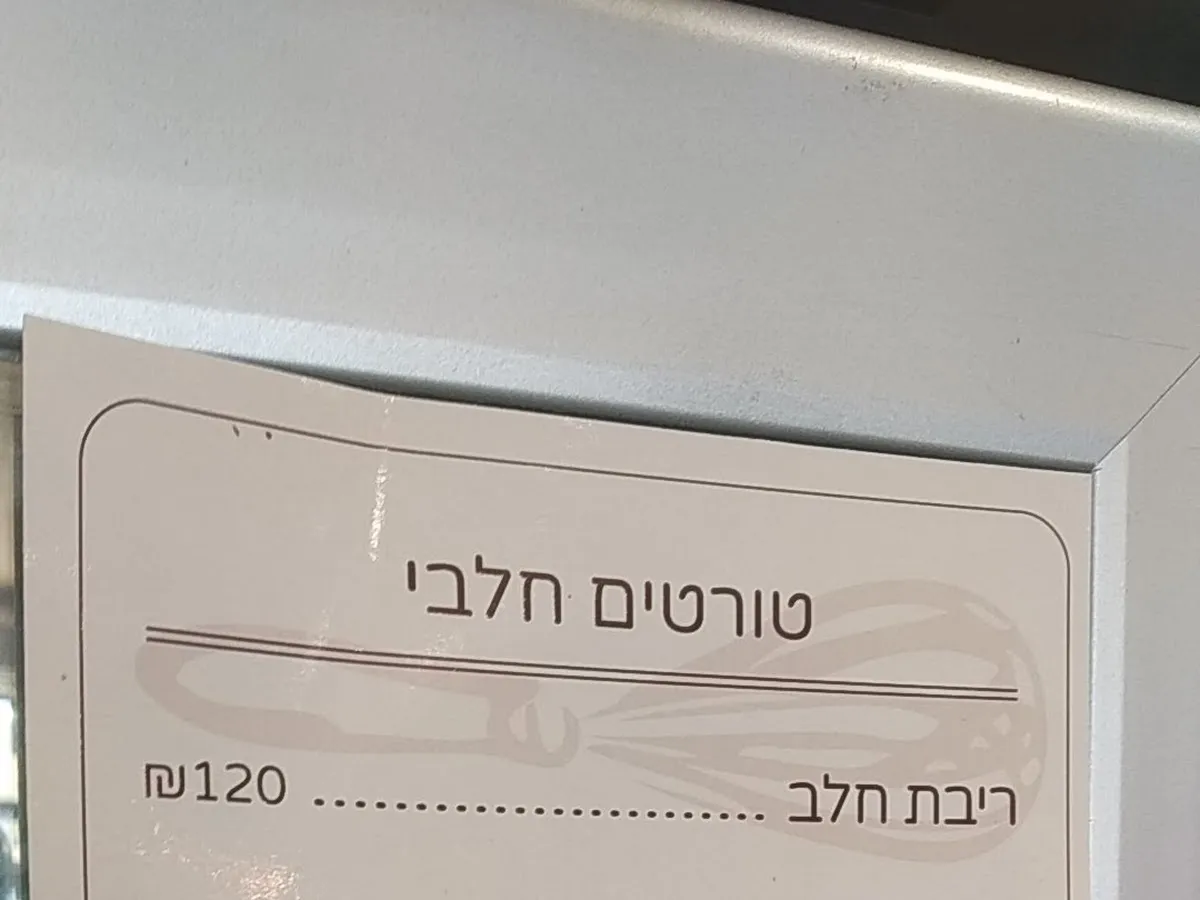 טורטים חלבי
ריבת חלב ........................ 120₪